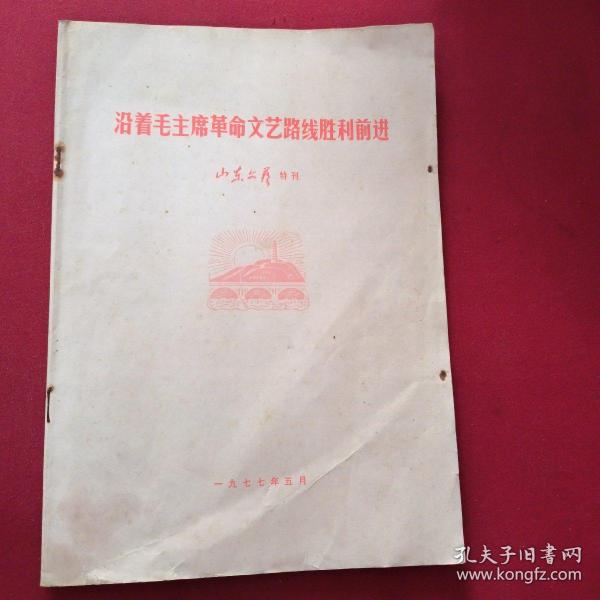 沿着毛主席革命文艺路线胜利前进
山东文艺 特刊
一九七七年五月
孔夫子旧书网
www.kongfz.com